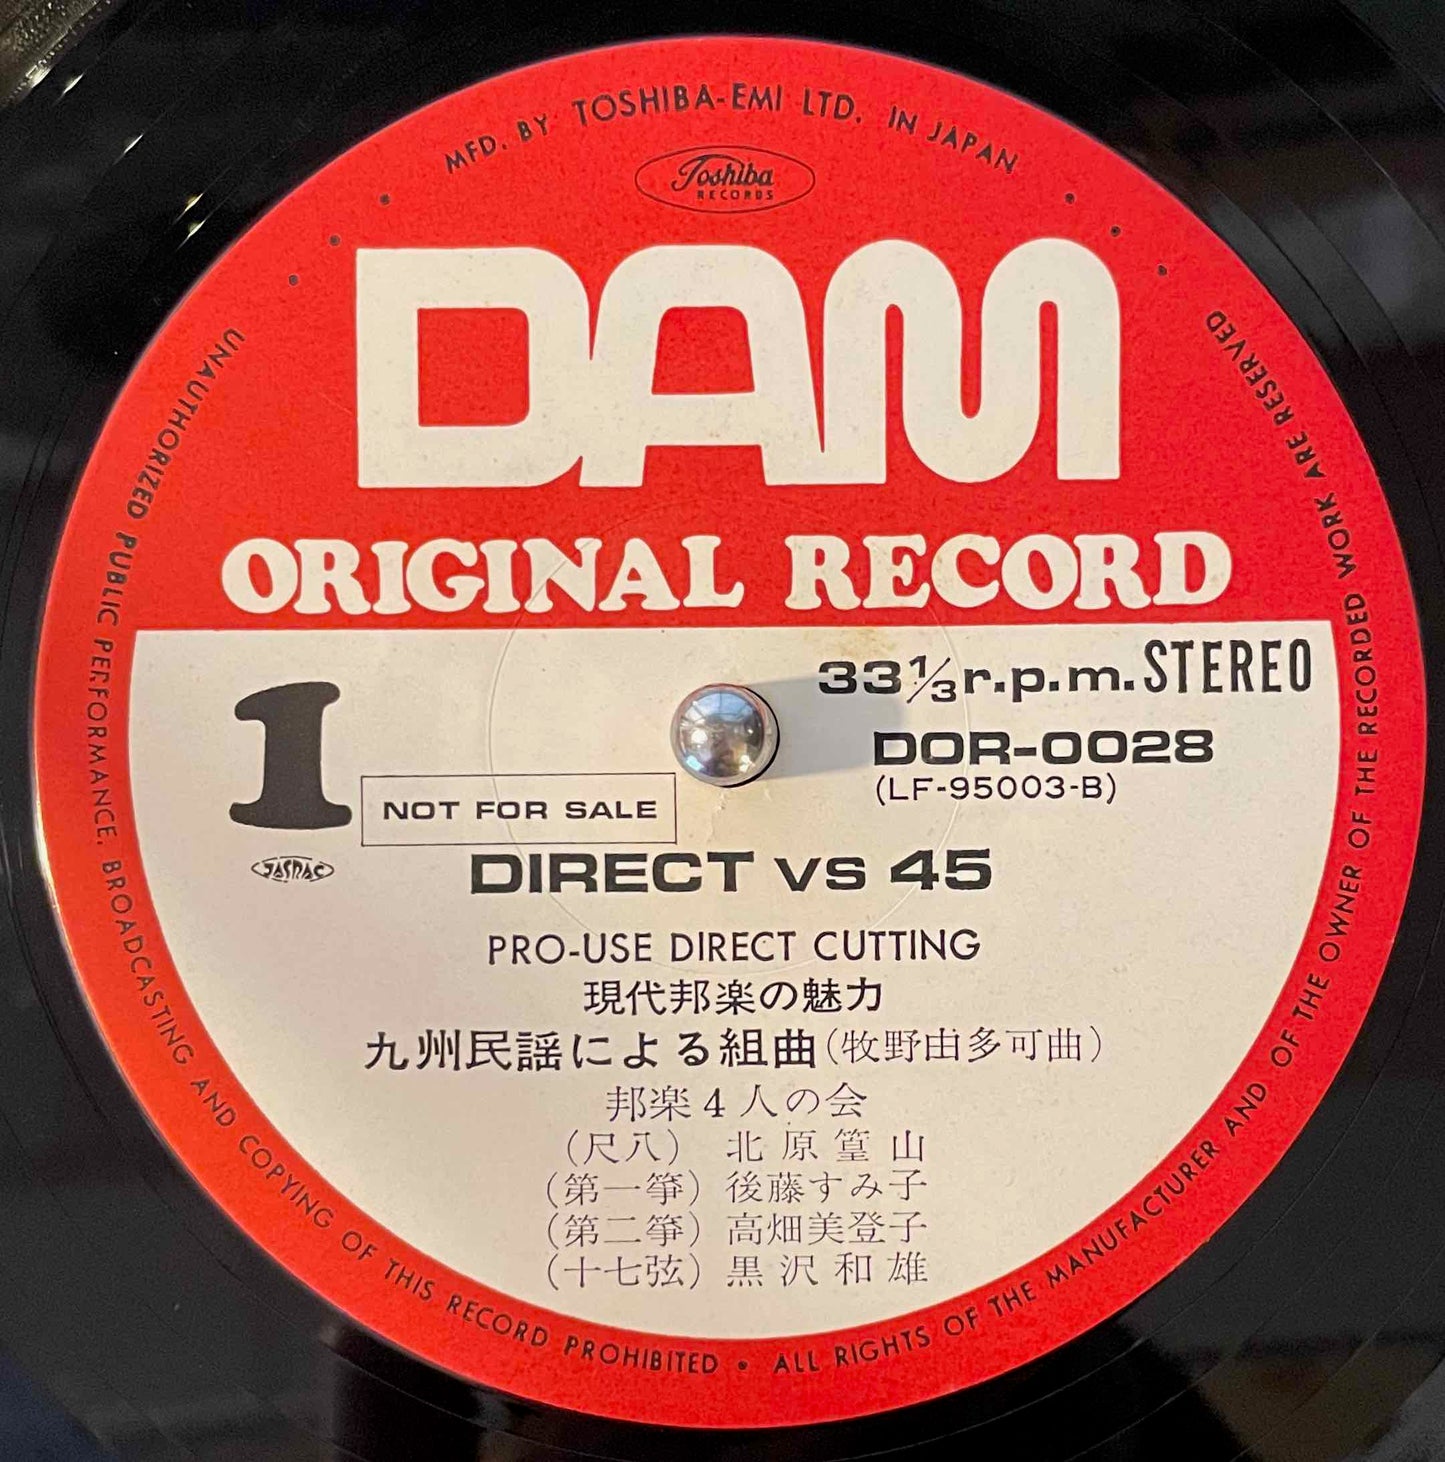 MFD. BY TOSHIBA-EMI LTD. IN JAPAN
Toshiba
RECORDS
DAM
ORIGINAL RECORD
33 1/3 r.p.m. STEREO
1
DOR-0028
(LF-95003-B)
NOT FOR SALE
JASRAC
DIRECT vs 45
PRO-USE DIRECT CUTTING
現代邦楽の魅力
九州民謡による組曲(牧野由多可曲)
邦楽4人の会
(尺八) 北原篁山
(第一箏) 後藤すみ子
(第二箏) 高畑美登子
(十七弦) 黒沢和雄
UNAUTHORIZED PUBLIC PERFORMANCE, BROADCASTING AND COPYING OF THIS RECORD PROHIBITED • ALL RIGHTS OF THE MANUFACTURER AND OF THE OWNER OF THE RECORDED WORK ARE RESERVED